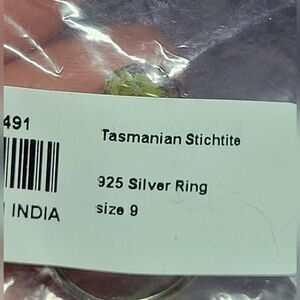 491
Tasmanian Stichtite
925 Silver Ring
INDIA
size 9